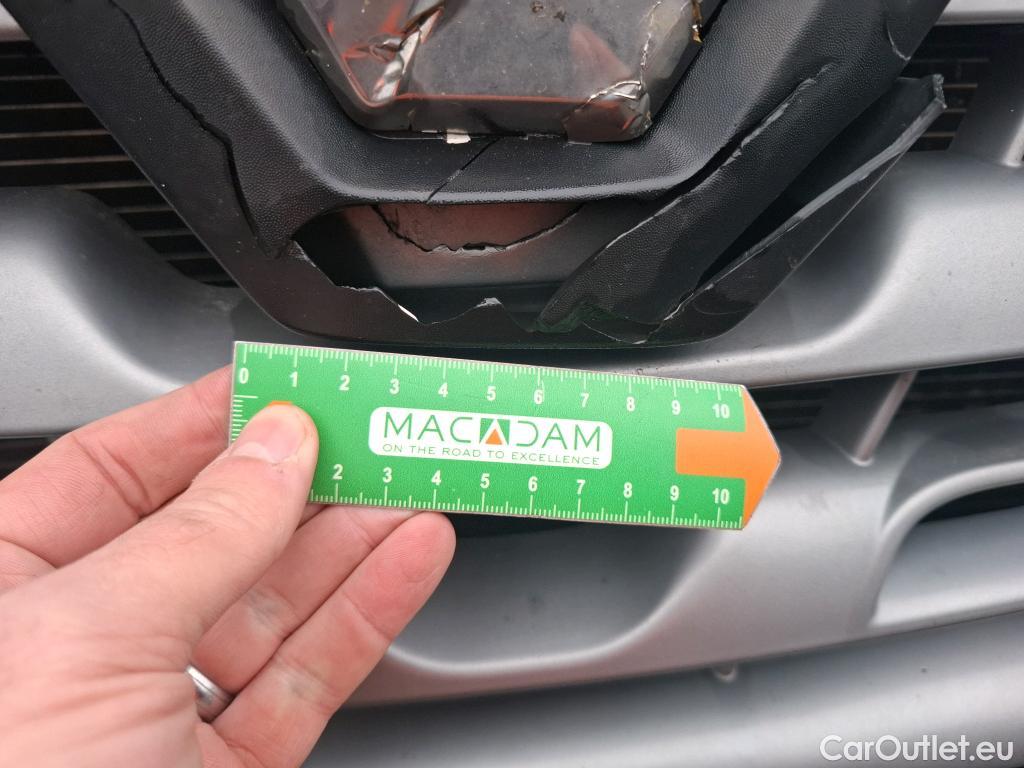 0 1 2 3 4 5 6 7 8 9 10
MACADAM
ON THE ROAD TO EXCELLENCE
2 3 4 5 6 7 8 9 10
CarOutlet.eu